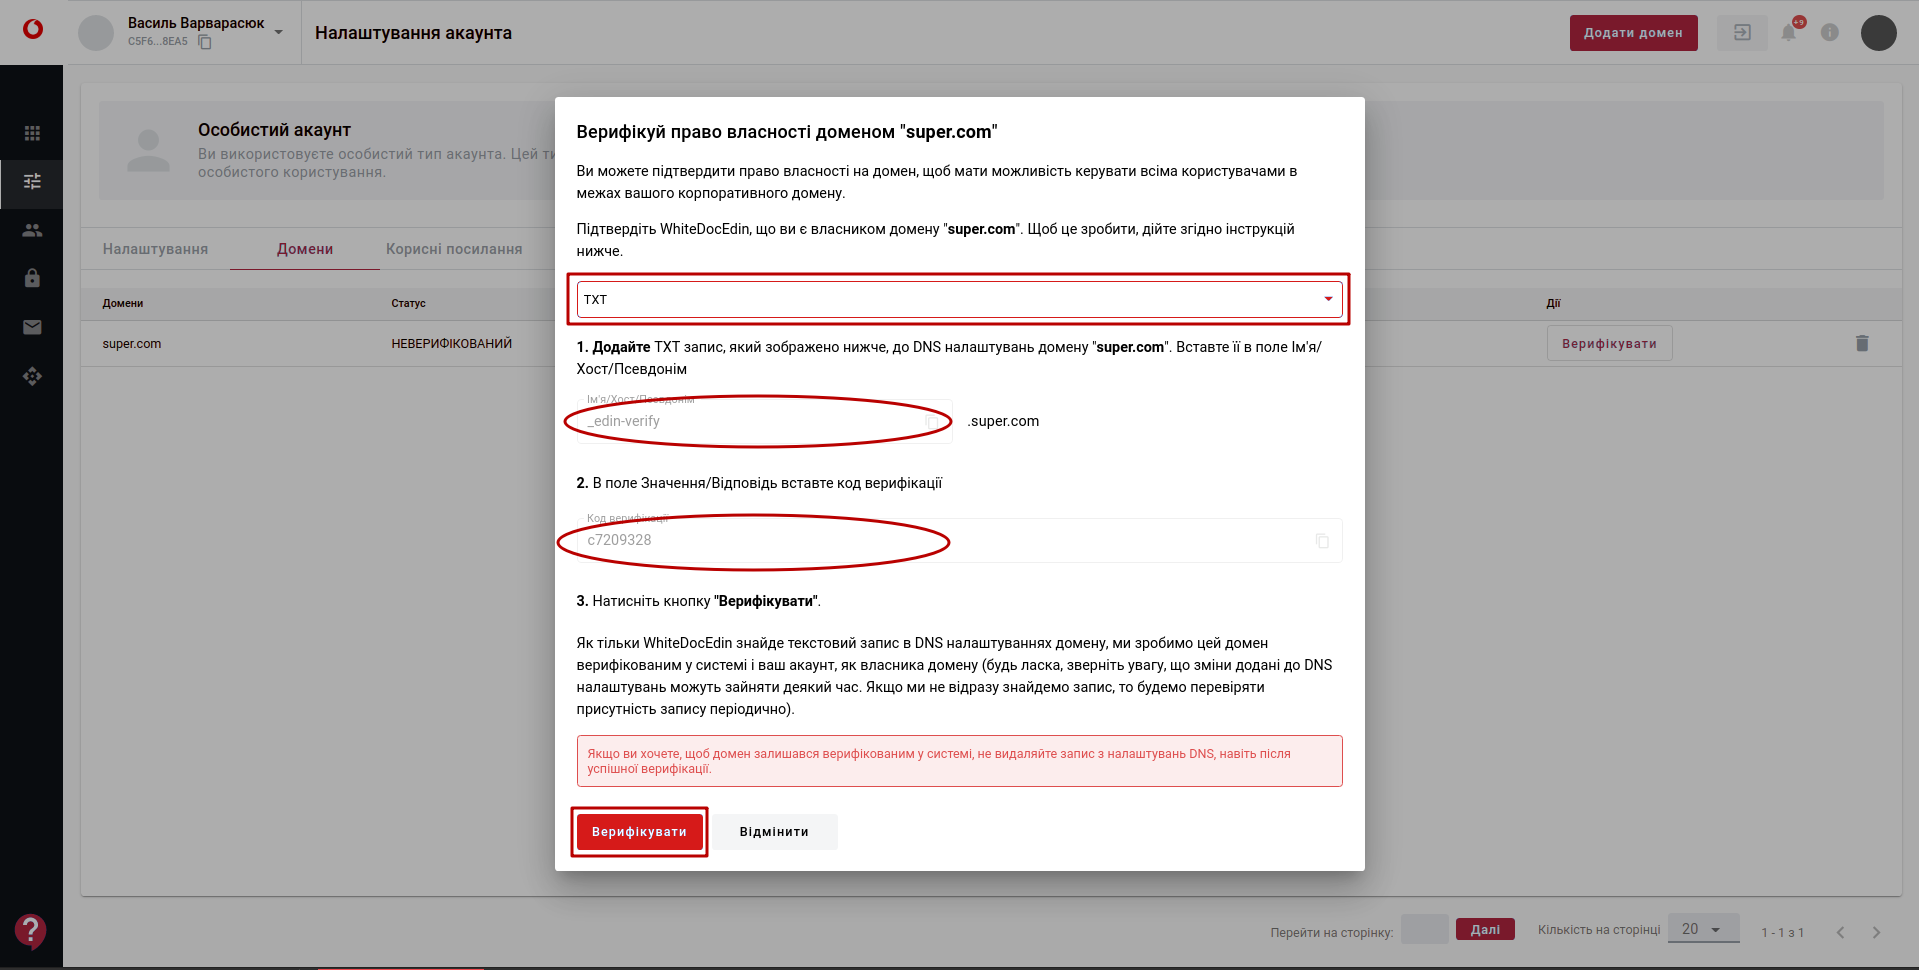 Василь Варварасюк
C5F6...8EA5
Налаштування акаунта
Додати домен
+9
Особистий акаунт
Ви використовуєте особистий тип акаунта. Цей ти
особистого користування.
Налаштування
Домени
Корисні посилання
Домени
Статус
Дії
super.com
НЕВЕРИФІКОВАНИЙ
Верифікувати
Верифікуй право власності доменом "super.com"
Ви можете підтвердити право власності на домен, щоб мати можливість керувати всіма користувачами в
межах вашого корпоративного домену.
Підтвердіть WhiteDocEdin, що ви є власником домену "super.com". Щоб це зробити, дійте згідно інструкцій
нижче.
TXT
1. Додайте TXT запис, який зображено нижче, до DNS налаштувань домену "super.com". Вставте її в поле Ім'я/
Хост/Псевдонім
Ім'я/Хост/Псевдонім
_edin-verify
.super.com
2. В поле Значення/Відповідь вставте код верифікації
Код верифікації
c7209328
3. Натисніть кнопку "Верифікувати".
Як тільки WhiteDocEdin знайде текстовий запис в DNS налаштуваннях домену, ми зробимо цей домен
верифікованим у системі і ваш акаунт, як власника домену (будь ласка, зверніть увагу, що зміни додані до DNS
налаштувань можуть зайняти деякий час. Якщо ми не відразу знайдемо запис, то будемо перевіряти
присутність запису періодично).
Якщо ви хочете, щоб домен залишався верифікованим у системі, не видаляйте запис з налаштувань DNS, навіть після
успішної верифікації.
Верифікувати
Відмінити
Перейти на сторінку:
Далі
Кількість на сторінці
20
1 - 1 з 1